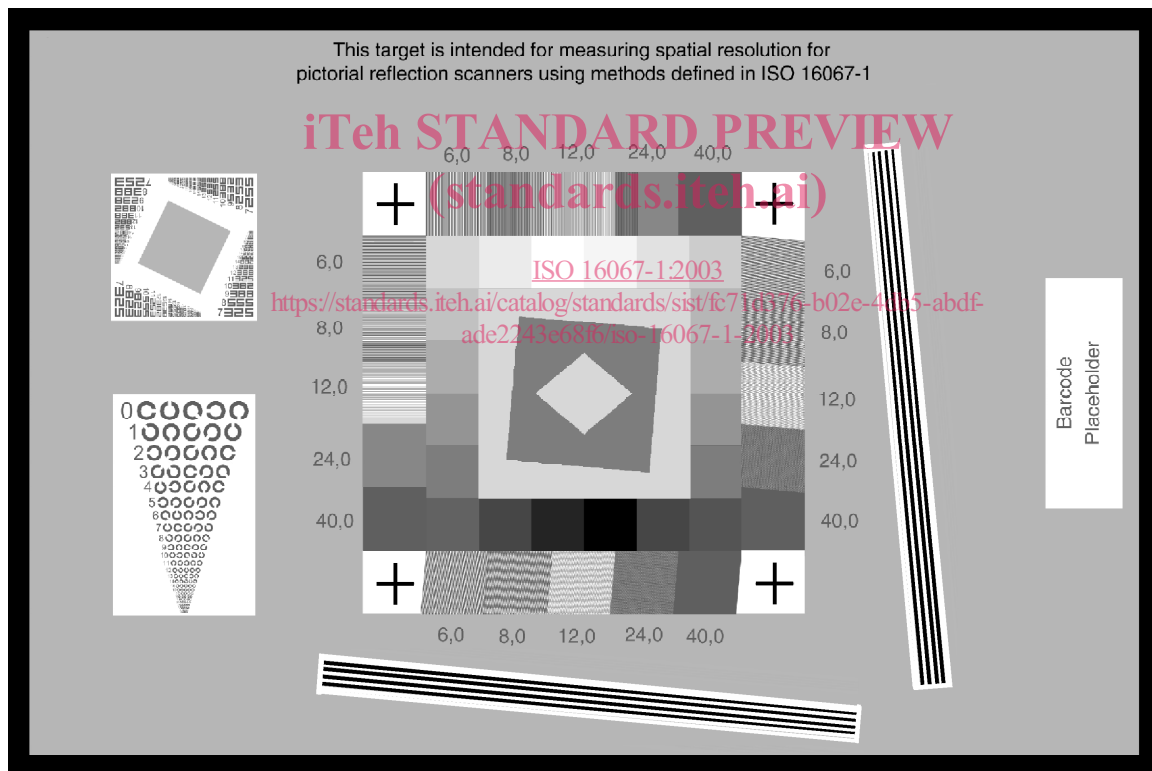 This target is intended for measuring spatial resolution for
pictorial reflection scanners using methods defined in ISO 16067-1
iTeh STANDARD PREVIEW
(standards.iteh.ai)
6,0 8,0 12,0 24,0 40,0
ISO 16067-1:2003
https://standards.iteh.ai/catalog/standards/sist/fc71d376-b02e-4db5-abdf-
ade2243e68f6/iso-16067-1-2003
6,0
8,0
12,0
24,0
40,0
6,0
8,0
12,0
24,0
40,0
6,0 8,0 12,0 24,0 40,0
0
1
2
3
4
5
6
7
8
9
10
Barcode
Placeholder